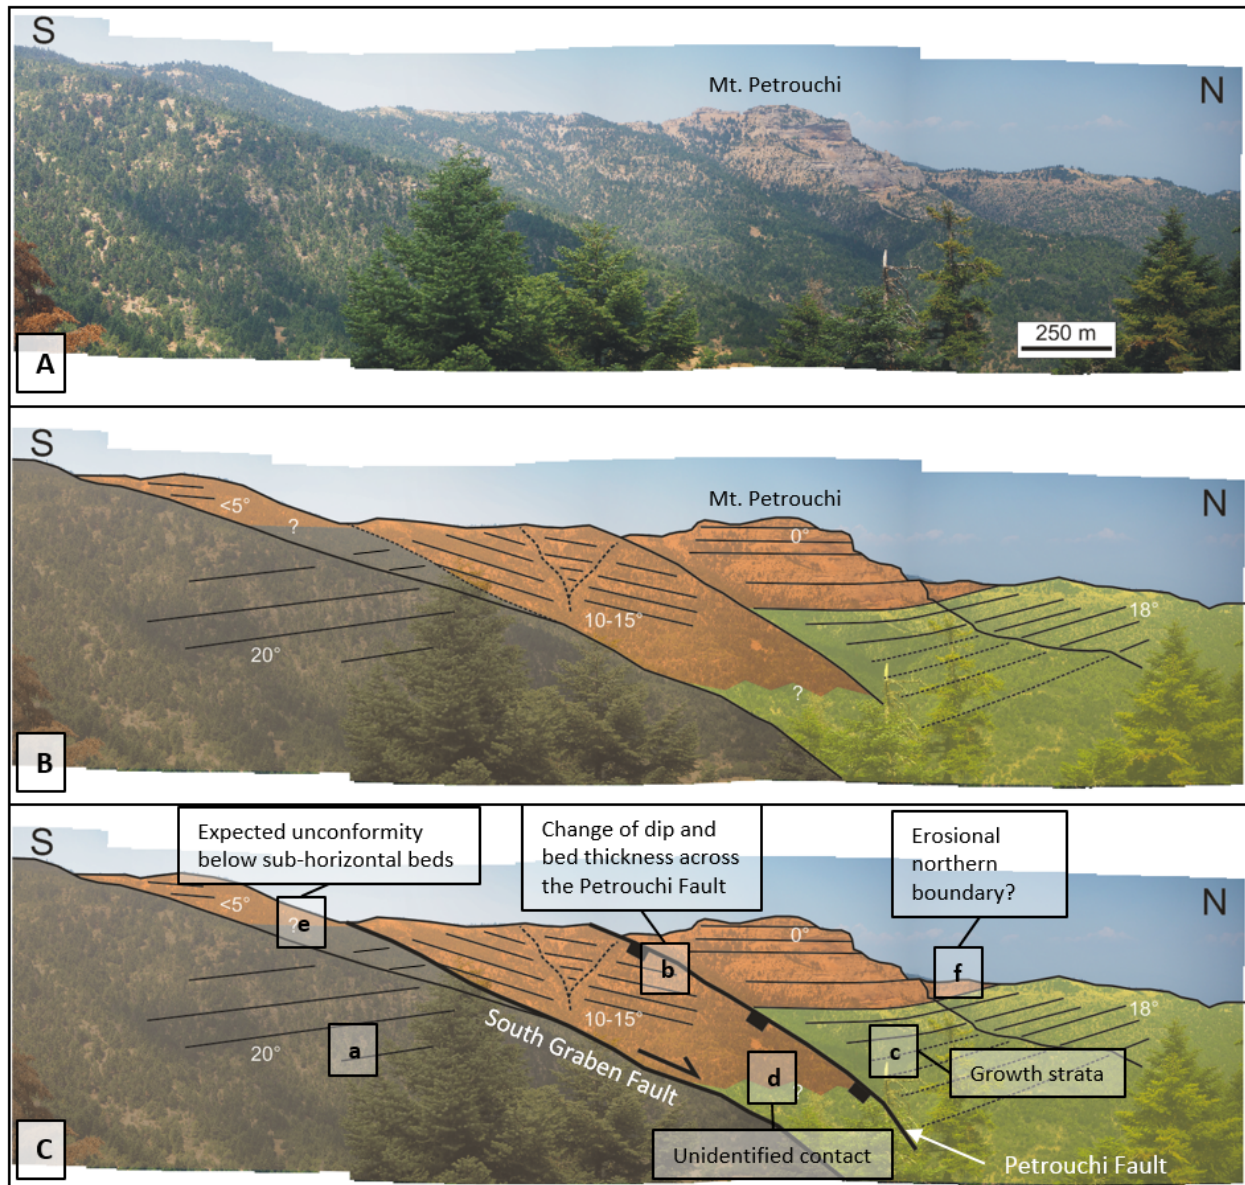 S
Mt. Petrouchi
N
250 m
A
S
Mt. Petrouchi
N
<5°
?
0°
10-15°
18°
20°
?
B
S
Expected unconformity
below sub-horizontal beds
Change of dip and
bed thickness across
the Petrouchi Fault
Erosional
northern
boundary?
N
<5°
?
e
b
0°
f
10-15°
18°
20°
a
South Graben Fault
c
d
?
Growth strata
Unidentified contact
Petrouchi Fault
C